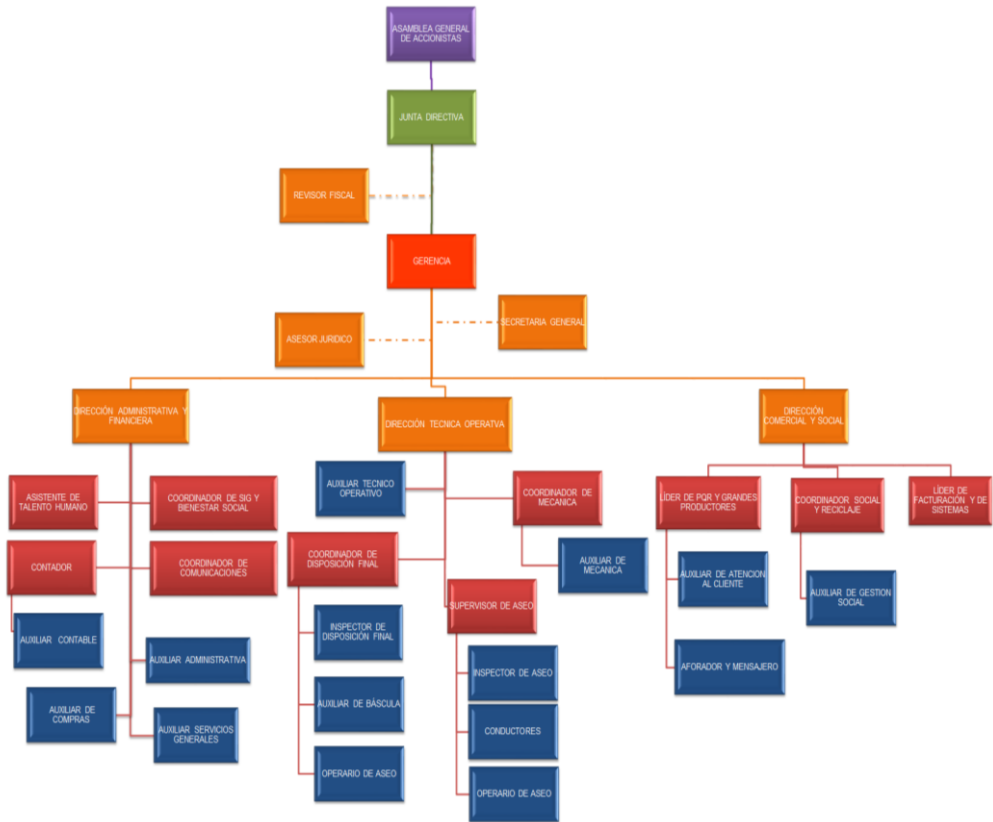 ASAMBLEA GENERAL
DE ACCIONISTAS
JUNTA DIRECTIVA
REVISOR FISCAL
GERENCIA
SECRETARIA GENERAL
ASESOR JURIDICO
DIRECCIÓN ADMINISTRATIVA Y
FINANCIERA
DIRECCIÓN TECNICA OPERATVA
DIRECCIÓN
COMERCIAL Y SOCIAL
ASISTENTE DE
TALENTO HUMANO
COORDINADOR DE SIG Y
BIENESTAR SOCIAL
CONTADOR
COORDINADOR DE
COMUNICACIONES
AUXILIAR CONTABLE
AUXILIAR ADMINISTRATIVA
AUXILIAR DE
COMPRAS
AUXILIAR SERVICIOS
GENERALES
AUXILIAR TECNICO
OPERATIVO
COORDINADOR DE
MECANICA
AUXILIAR DE
MECANICA
COORDINADOR DE
DISPOSICIÓN FINAL
INSPECTOR DE
DISPOSICIÓN FINAL
AUXILIAR DE BÀSCULA
OPERARIO DE ASEO
SUPERVISOR DE ASEO
INSPECTOR DE ASEO
CONDUCTORES
OPERARIO DE ASEO
LÍDER DE PQR Y GRANDES
PRODUCTORES
AUXILIAR DE ATENCION
AL CLIENTE
AFORADOR Y MENSAJERO
COORDINADOR SOCIAL
Y RECICLAJE
AUXILIAR DE GESTION
SOCIAL
LÍDER DE
FACTURACIÓN Y DE
SISTEMAS